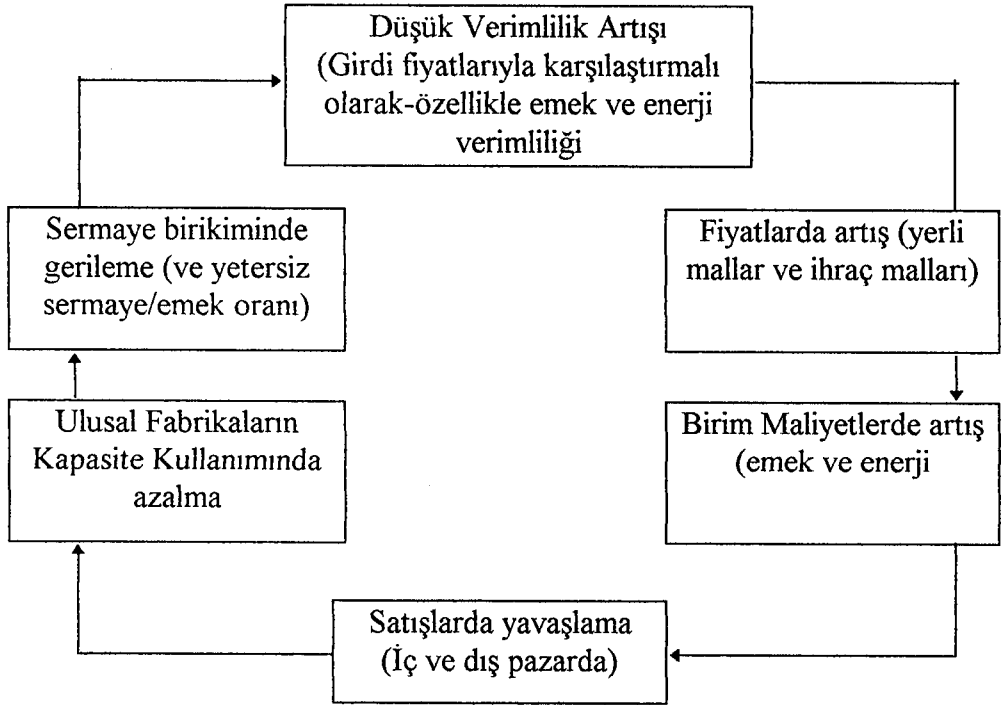 Düşük Verimlilik Artışı
(Girdi fiyatlarıyla karşılaştırmalı
olarak-özellikle emek ve enerji
verimliliği
Sermaye birikiminde
gerileme (ve yetersiz
sermaye/emek oranı)
Fiyatlarda artış (yerli
mallar ve ihraç malları)
Ulusal Fabrikaların
Kapasite Kullanımında
azalma
Birim Maliyetlerde artış
(emek ve enerji
Satışlarda yavaşlama
(İç ve dış pazarda)